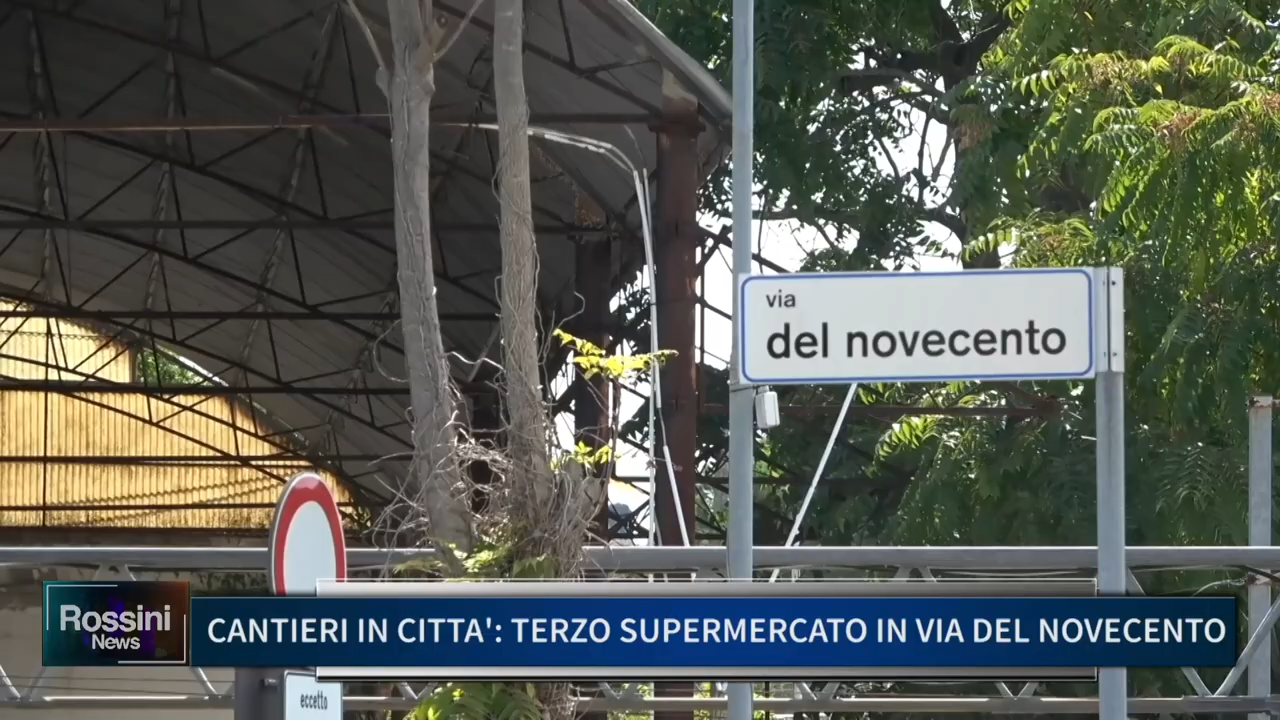 via
del novecento
Rossini
News
CANTIERI IN CITTA': TERZO SUPERMERCATO IN VIA DEL NOVECENTO
eccetto